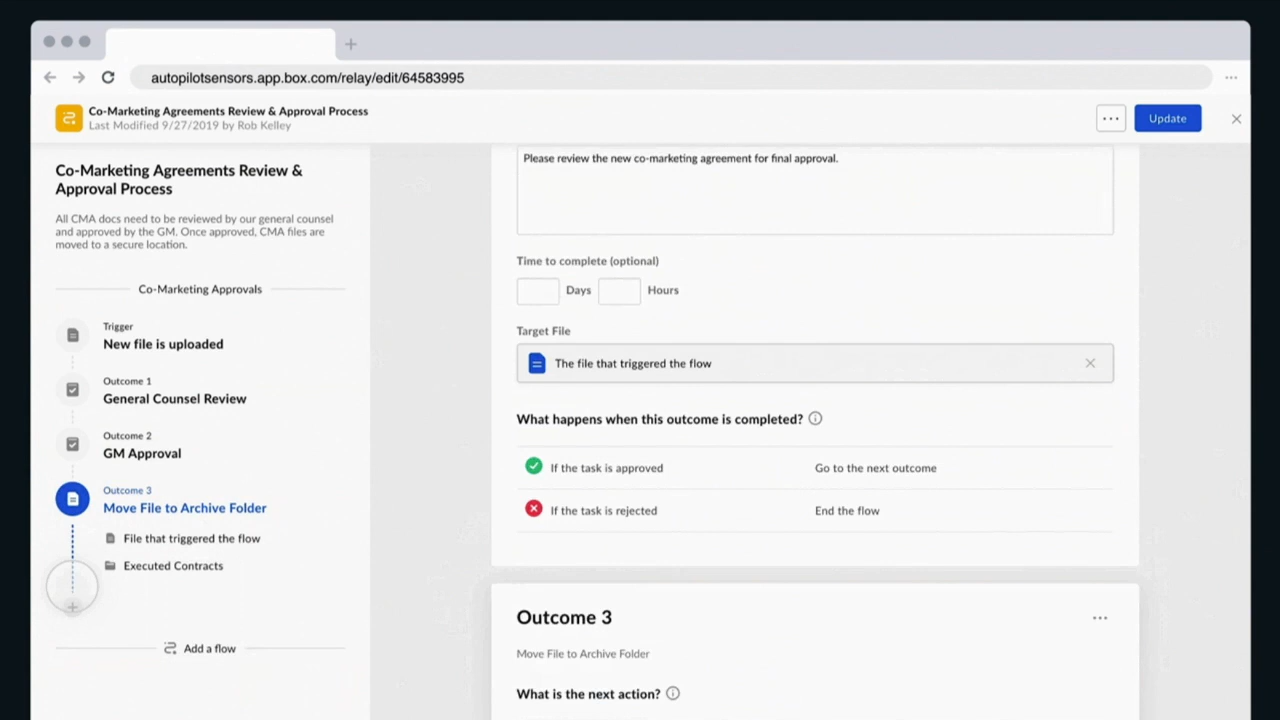 autopilotsensors.app.box.com/relay/edit/64583995
Co-Marketing Agreements Review & Approval Process
Last Modified 9/27/2019 by Rob Kelley
Update
Co-Marketing Agreements Review &
Approval Process
All CMA docs need to be reviewed by our general counsel
and approved by the GM. Once approved, CMA files are
moved to a secure location.
Co-Marketing Approvals
Trigger
New file is uploaded
Outcome 1
General Counsel Review
Outcome 2
GM Approval
Outcome 3
Move File to Archive Folder
File that triggered the flow
Executed Contracts
Add a flow
Please review the new co-marketing agreement for final approval.
Time to complete (optional)
Days Hours
Target File
The file that triggered the flow
What happens when this outcome is completed?
If the task is approved Go to the next outcome
If the task is rejected End the flow
Outcome 3
Move File to Archive Folder
What is the next action?